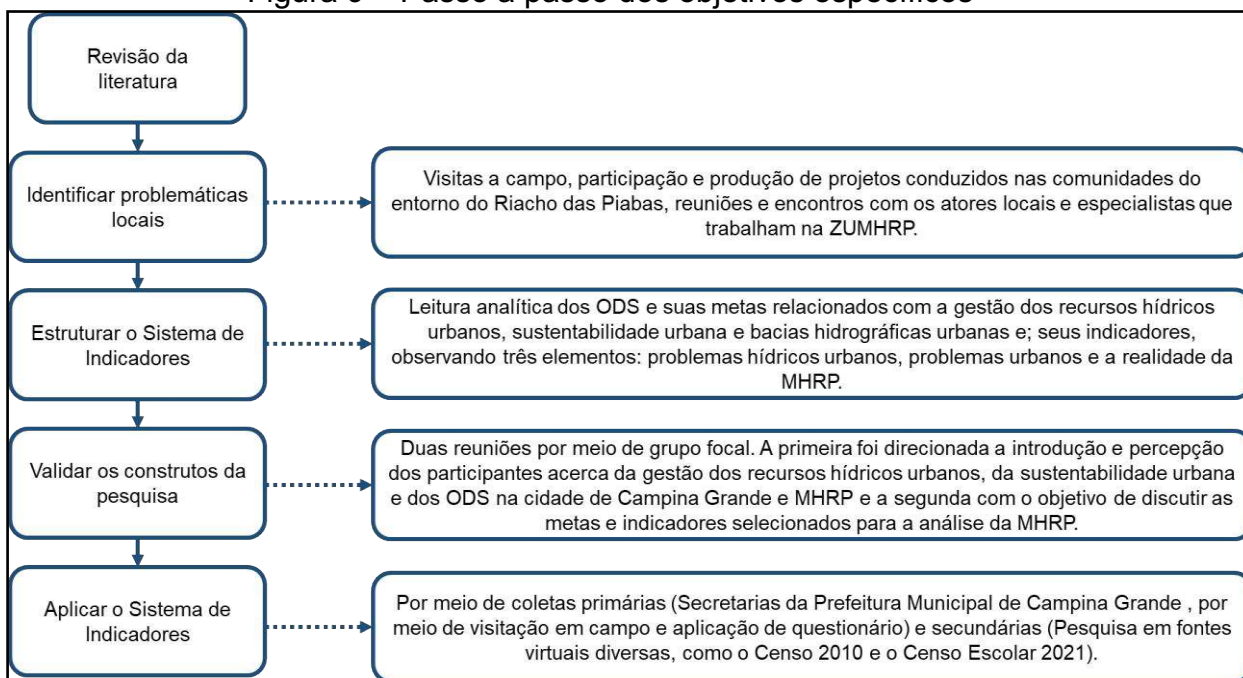 Passo a passo dos objetivos específicos
Revisão da
literatura
Identificar problemáticas
locais
Visitas a campo, participação e produção de projetos conduzidos nas comunidades do
entorno do Riacho das Piabas, reuniões e encontros com os atores locais e especialistas que
trabalham na ZUMHRP.
Estruturar o Sistema de
Indicadores
Leitura analítica dos ODS e suas metas relacionados com a gestão dos recursos hídricos
urbanos, sustentabilidade urbana e bacias hidrográficas urbanas e; seus indicadores,
observando três elementos: problemas hídricos urbanos, problemas urbanos e a realidade da
MHRP.
Validar os construtos da
pesquisa
Duas reuniões por meio de grupo focal. A primeira foi direcionada a introdução e percepção
dos participantes acerca da gestão dos recursos hídricos urbanos, da sustentabilidade urbana
e dos ODS na cidade de Campina Grande e MHRP e a segunda com o objetivo de discutir as
metas e indicadores selecionados para a análise da MHRP.
Aplicar o Sistema de
Indicadores
Por meio de coletas primárias (Secretarias da Prefeitura Municipal de Campina Grande , por
meio de visitação em campo e aplicação de questionário) e secundárias (Pesquisa em fontes
virtuais diversas, como o Censo 2010 e o Censo Escolar 2021).